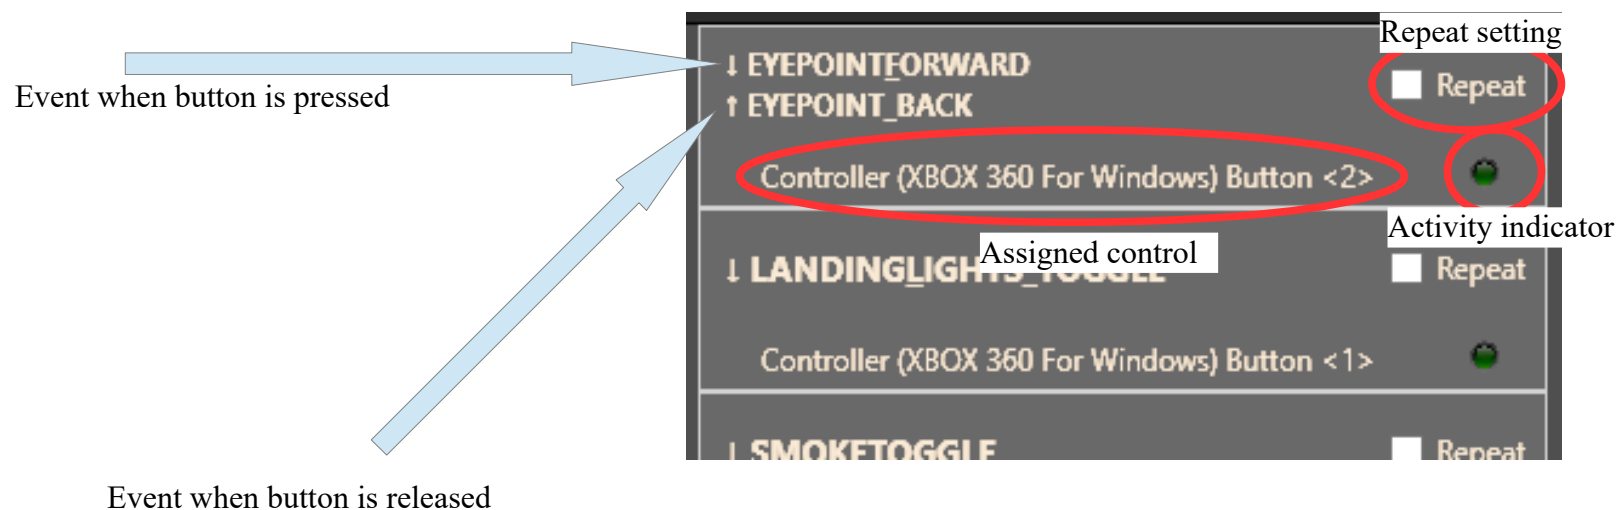 Repeat setting
↓ EYEPOINTFORWARD
Repeat
Event when button is pressed
↑ EYEPOINT_BACK
Controller (XBOX 360 For Windows) Button <2>
Activity indicator
Assigned control
↓ LANDINGLIGHTS_TOGGLE
Repeat
Controller (XBOX 360 For Windows) Button <1>
↓ SMOKETOGGLE
Repeat
Event when button is released